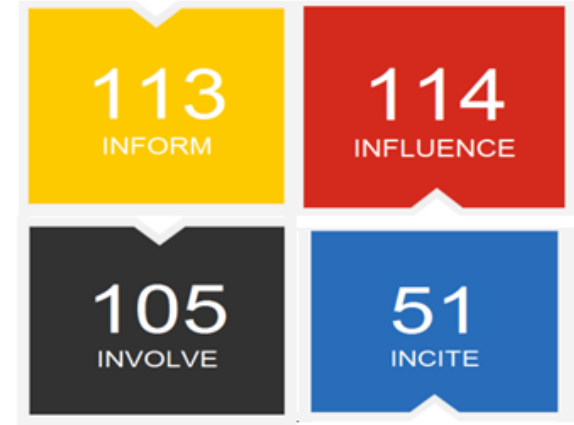 113
INFORM
114
INFLUENCE
105
INVOLVE
51
INCITE